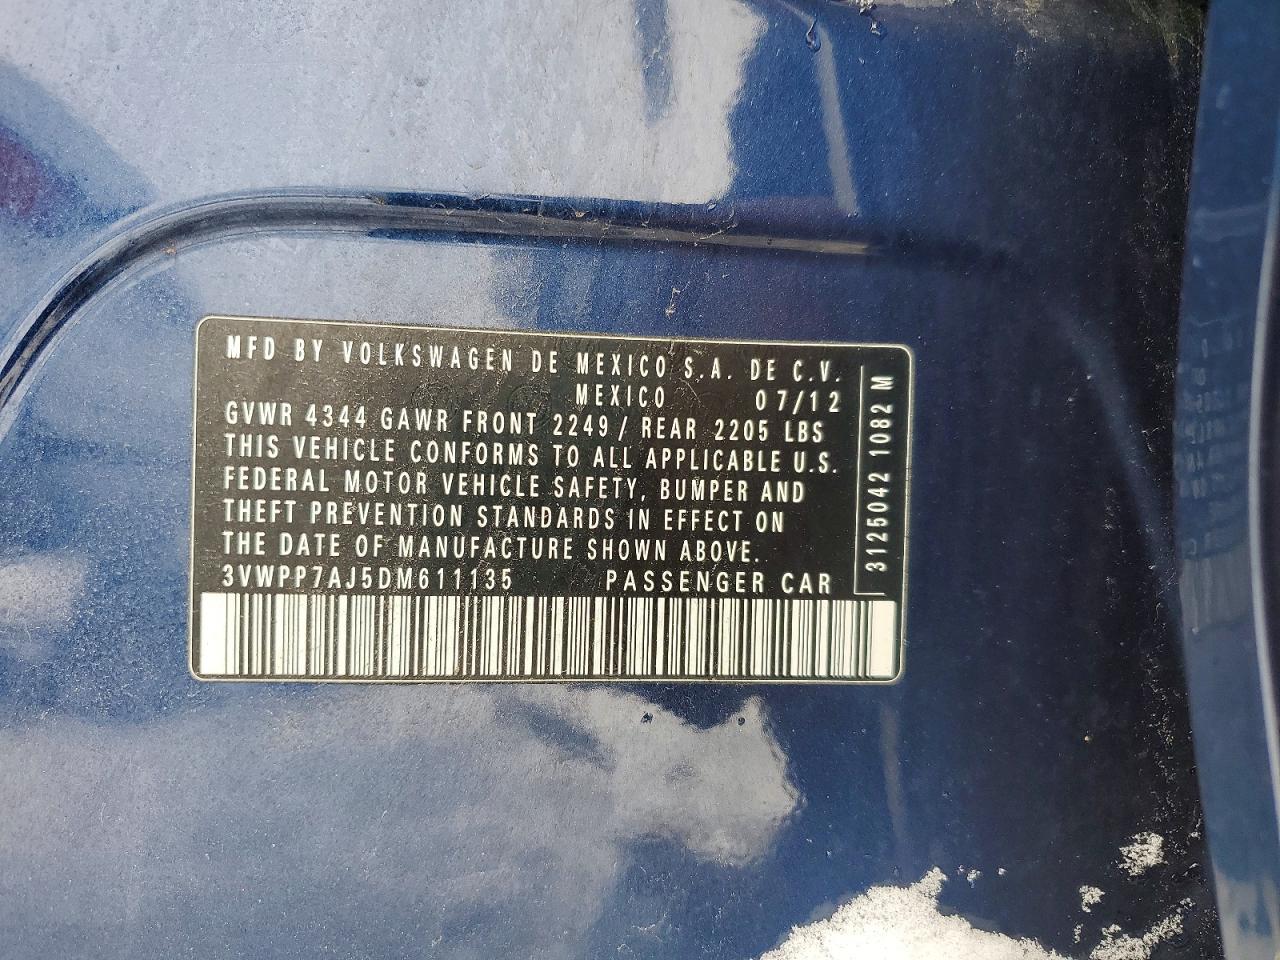 MFD BY VOLKSWAGEN DE MEXICO S.A. DE C.V.
MEXICO 07/12
GVWR 4344 GAWR FRONT 2249 / REAR 2205 LBS
THIS VEHICLE CONFORMS TO ALL APPLICABLE U.S.
FEDERAL MOTOR VEHICLE SAFETY, BUMPER AND
THEFT PREVENTION STANDARDS IN EFFECT ON
THE DATE OF MANUFACTURE SHOWN ABOVE.
3VWPP7AJ5DM611135 PASSENGER CAR
3125042 1082 M